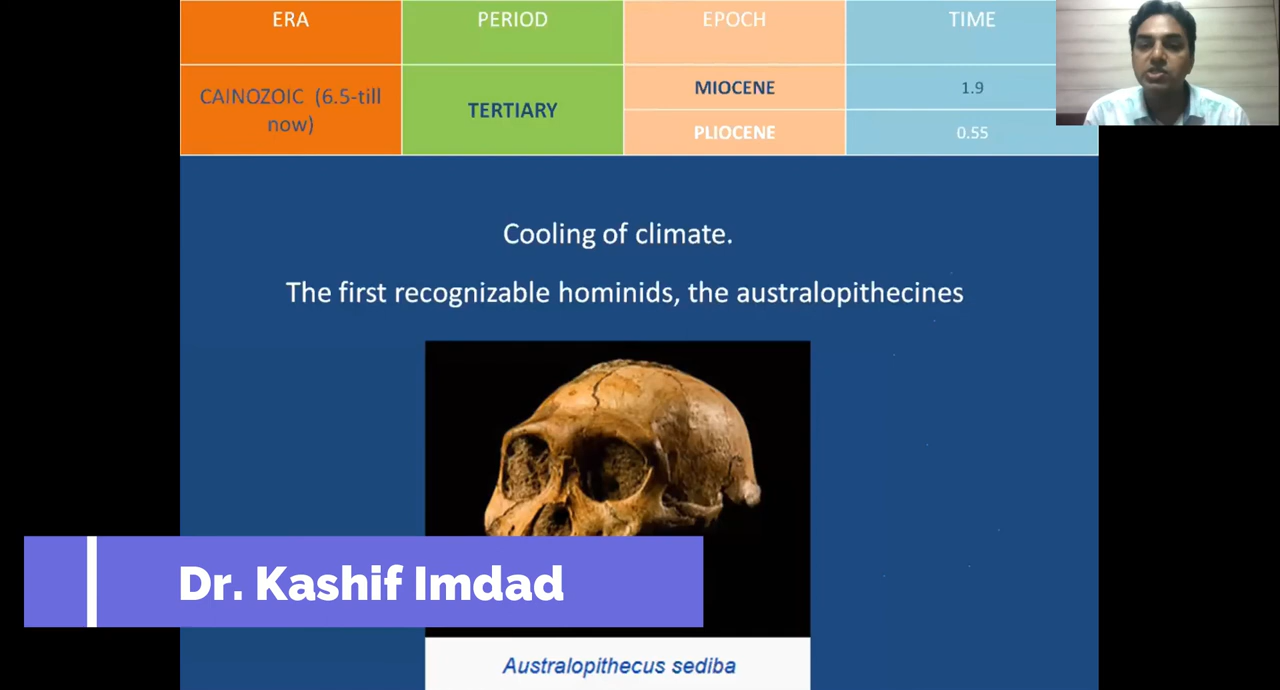 ERA PERIOD EPOCH TIME
CAINOZOIC (6.5-till
now)
TERTIARY
MIOCENE 1.9
PLIOCENE 0.55
Cooling of climate.
The first recognizable hominids, the australopithecines
Dr. Kashif Imdad
Australopithecus sediba